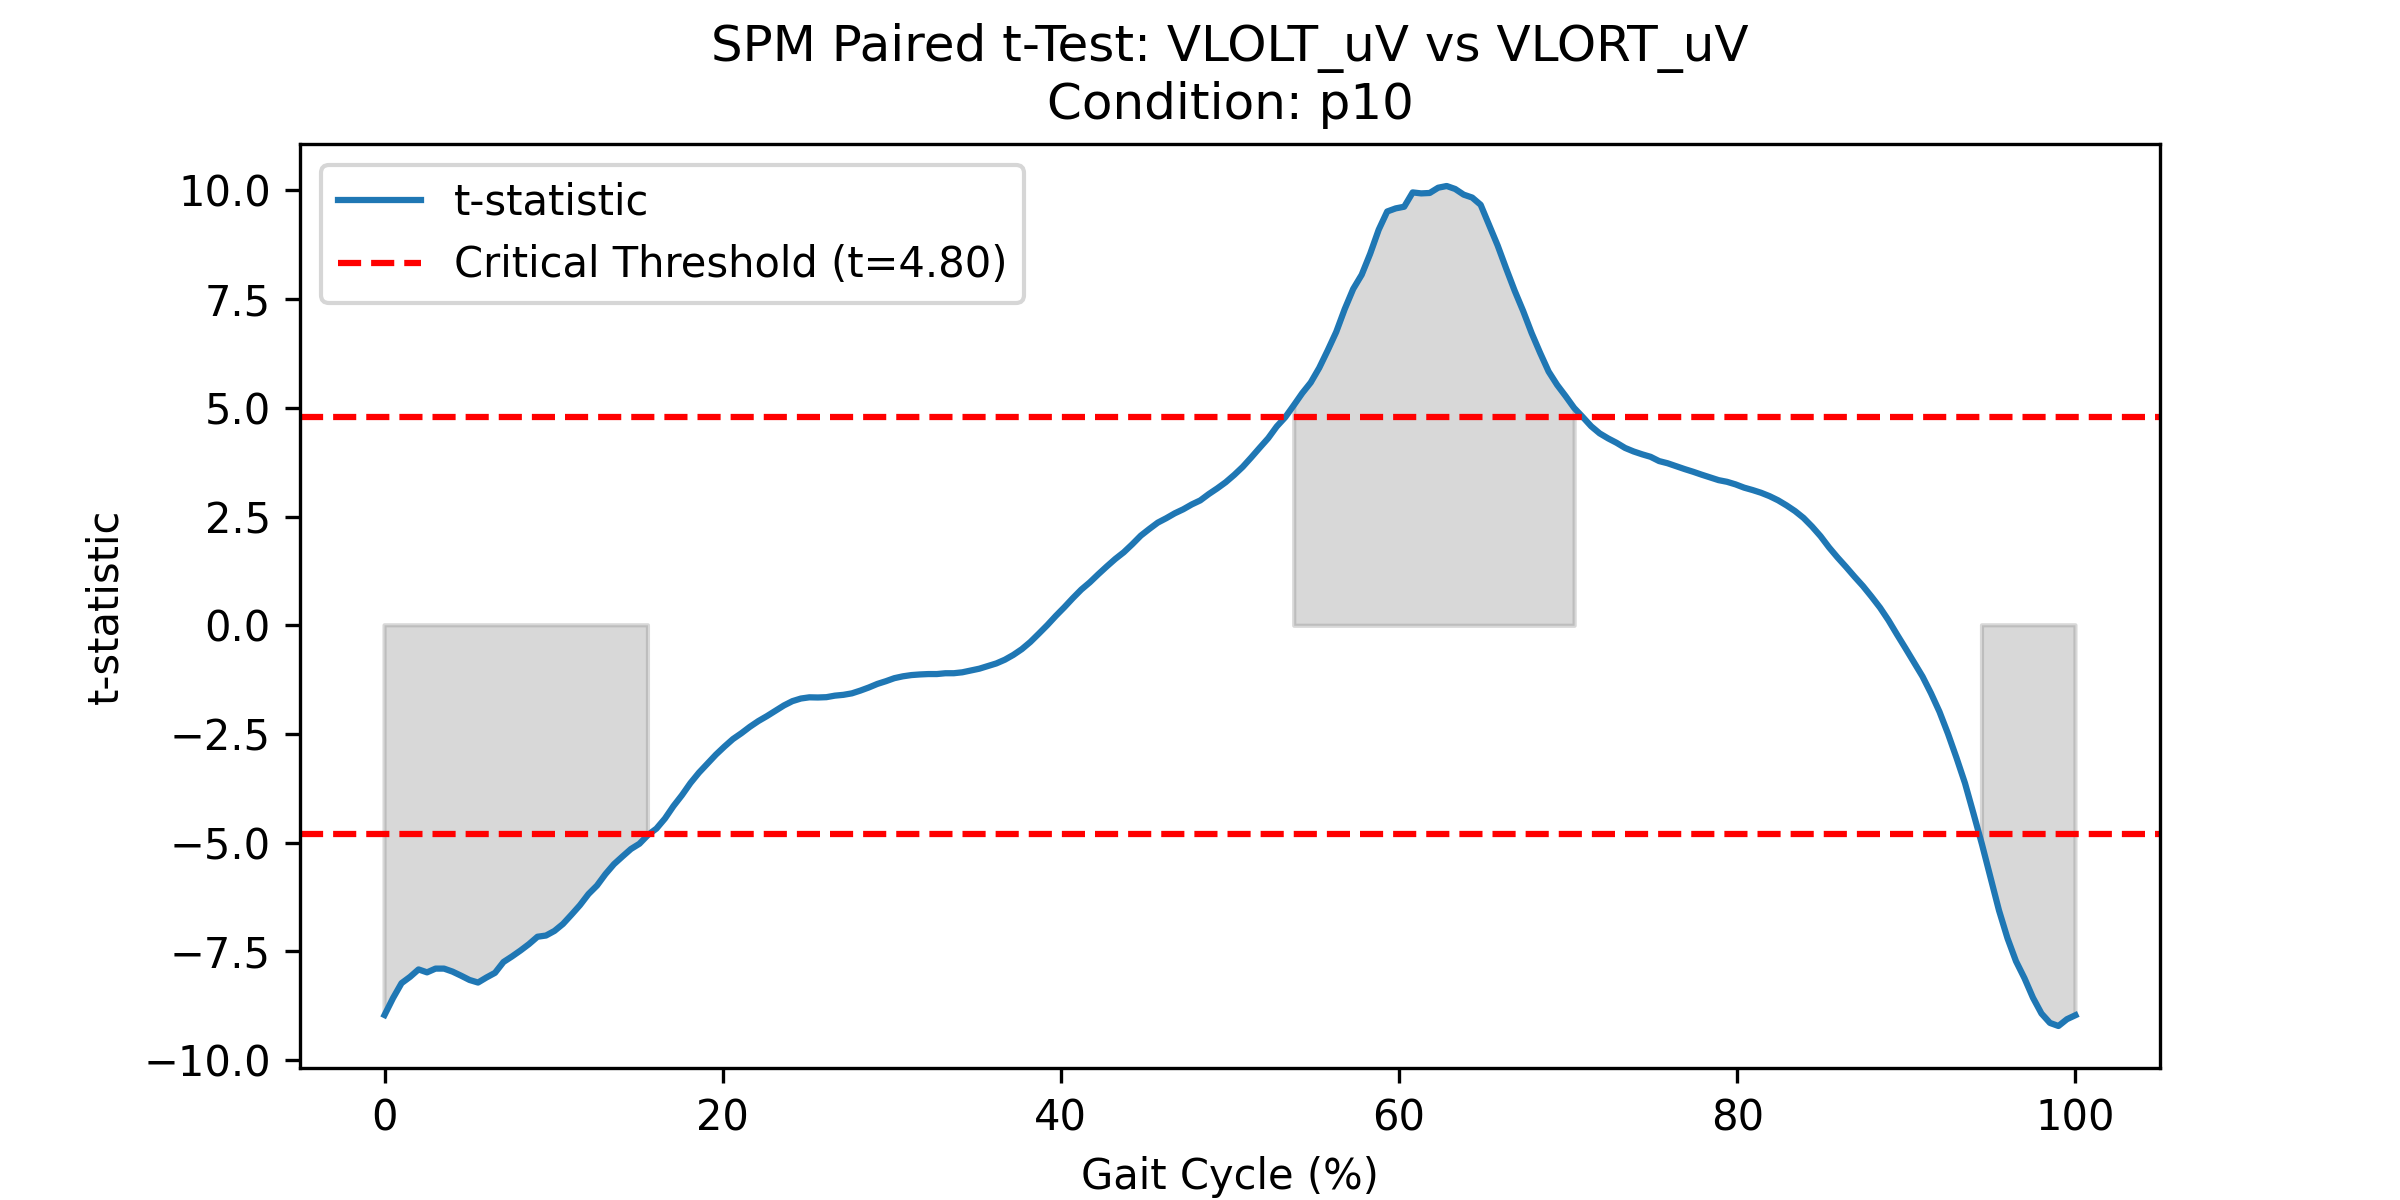 SPM Paired t-Test: VLOLT_uV vs VLORT_uV
Condition: p10
t-statistic
Critical Threshold (t=4.80)
10.0
7.5
5.0
2.5
0.0
−2.5
−5.0
−7.5
−10.0
t-statistic
0 20 40 60 80 100
Gait Cycle (%)